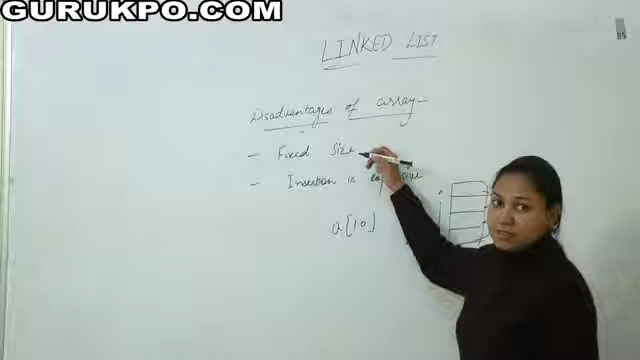 GURUKPO.COM
LINKED LIST
Disadvantages of array -
- Fixed size
- Insertion is
a[10]